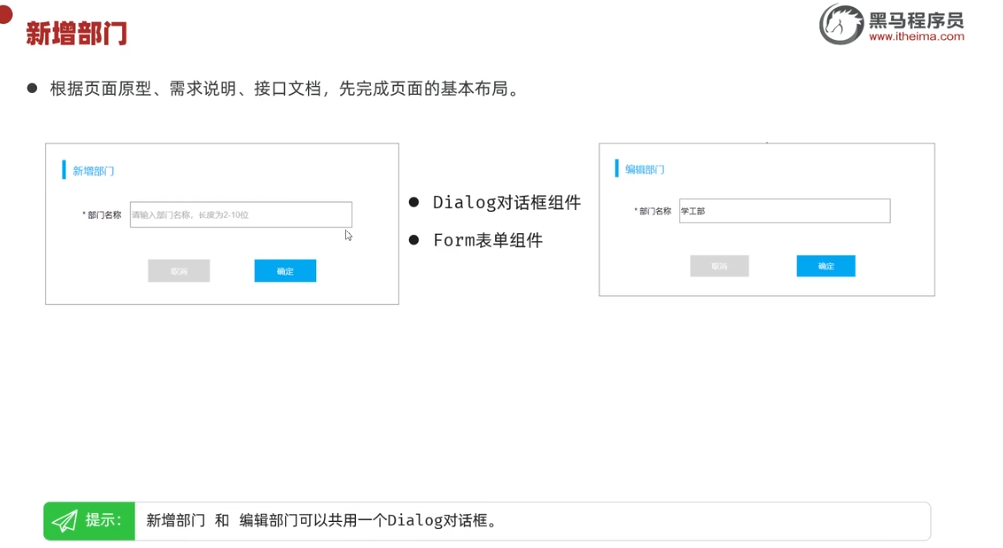 新增部门
黑马程序员
www.itheima.com
● 根据页面原型、需求说明、接口文档，先完成页面的基本布局。
新增部门
* 部门名称 请输入部门名称，长度为2-10位
取消 确定
● Dialog对话框组件
● Form表单组件
编辑部门
* 部门名称 学工部
取消 确定
提示： 新增部门 和 编辑部门可以共用一个Dialog对话框。